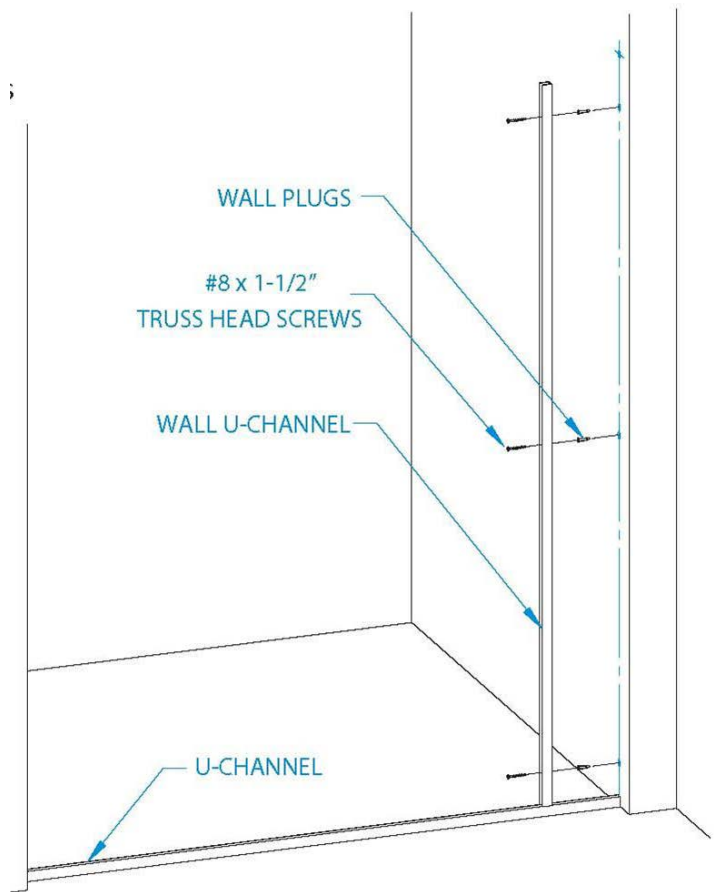 WALL PLUGS
#8 x 1-1/2"
TRUSS HEAD SCREWS
WALL U-CHANNEL
U-CHANNEL